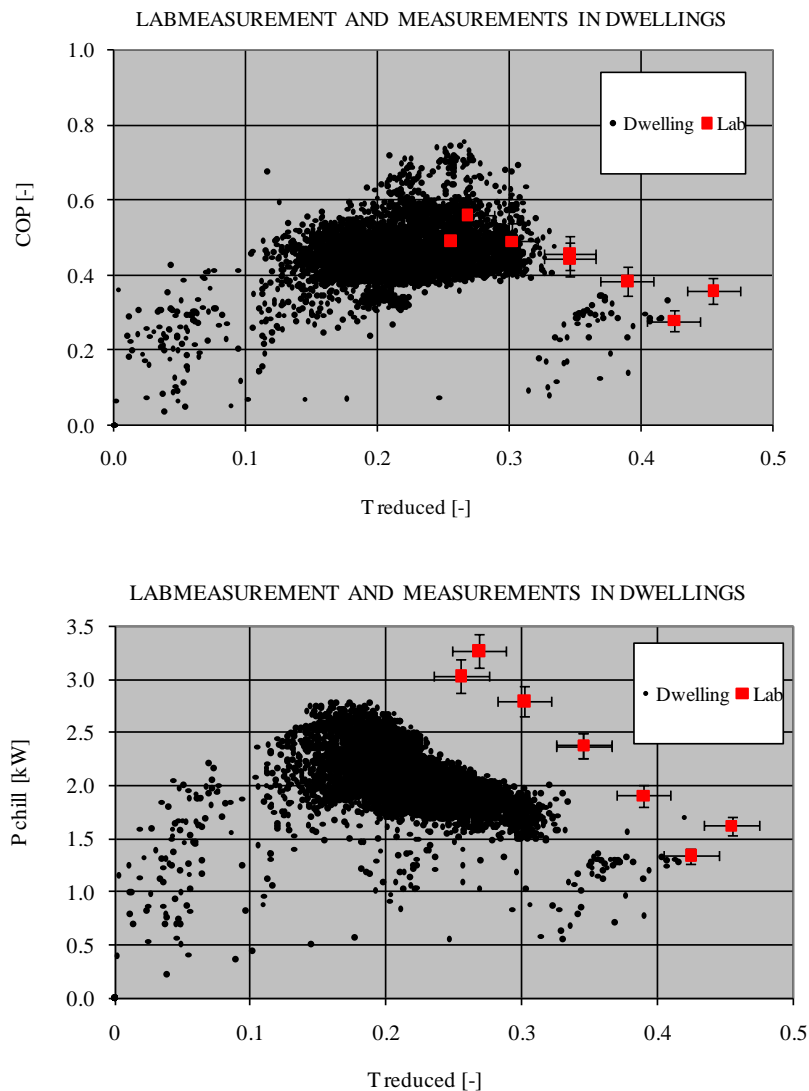 LABMEASUREMENT AND MEASUREMENTS IN DWELLINGS
1.0
0.8
0.6
0.4
0.2
0.0
COP [-]
Dwelling Lab
0.0 0.1 0.2 0.3 0.4 0.5
T reduced [-]
LABMEASUREMENT AND MEASUREMENTS IN DWELLINGS
3.5
3.0
2.5
2.0
1.5
1.0
0.5
0.0
P chill [kW]
Dwelling Lab
0.0 0.1 0.2 0.3 0.4 0.5
T reduced [-]